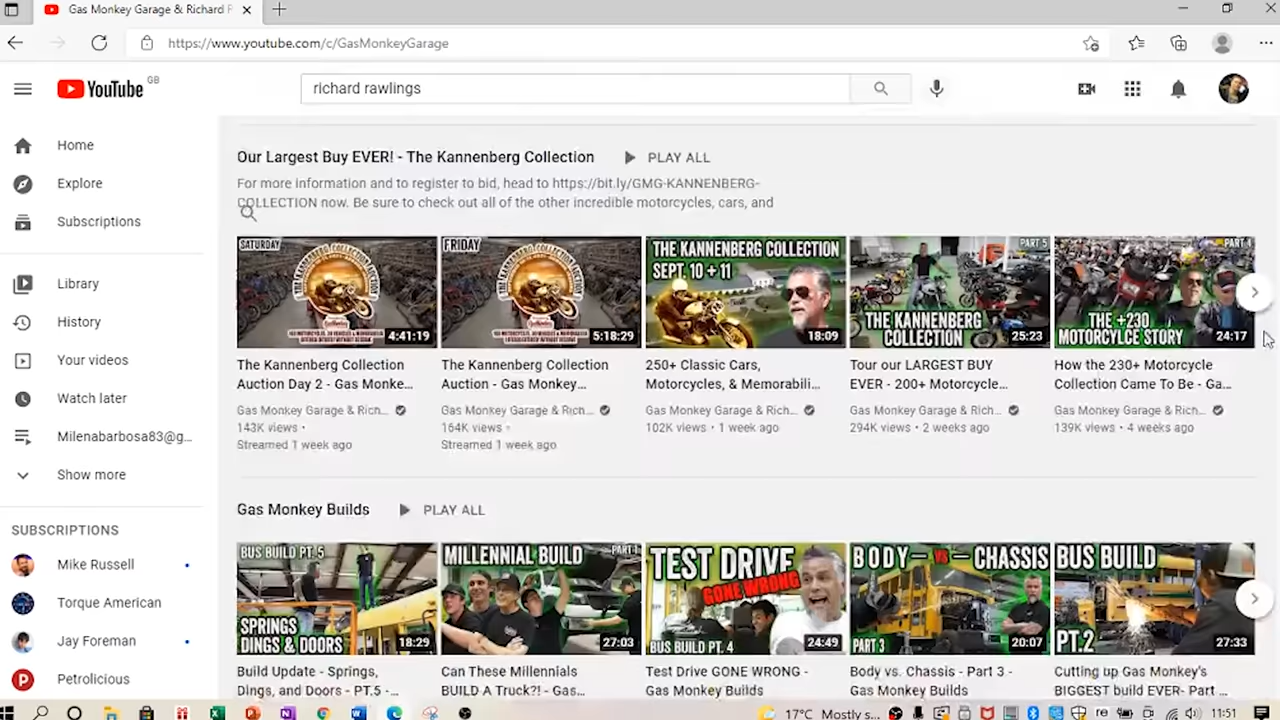 Gas Monkey Garage & Richard R
https://www.youtube.com/c/GasMonkeyGarage
YouTube GB
richard rawlings
Home
Explore
Subscriptions
Library
History
Your videos
Watch later
Milenabarbosa83@g...
Show more
SUBSCRIPTIONS
Mike Russell
Torque American
Jay Foreman
Petrolicious
Our Largest Buy EVER! - The Kannenberg Collection
PLAY ALL
For more information and to register to bid, head to https://bit.ly/GMG-KANNENBERG-
COLLECTION now. Be sure to check out all of the other incredible motorcycles, cars, and
SATURDAY
4:41:19
The Kannenberg Collection
Auction Day 2 - Gas Monke...
Gas Monkey Garage & Rich...
143K views •
Streamed 1 week ago
FRIDAY
5:18:29
The Kannenberg Collection
Auction - Gas Monkey...
Gas Monkey Garage & Rich...
164K views •
Streamed 1 week ago
THE KANNENBERG COLLECTION
SEPT. 10 + 11
18:09
250+ Classic Cars,
Motorcycles, & Memorabili...
Gas Monkey Garage & Rich...
102K views • 1 week ago
PART 5
THE KANNENBERG
COLLECTION
25:23
Tour our LARGEST BUY
EVER - 200+ Motorcycle...
Gas Monkey Garage & Rich...
294K views • 2 weeks ago
PART 4
THE +230
MOTORYCLCE STORY
24:17
How the 230+ Motorcycle
Collection Came To Be - Ga...
Gas Monkey Garage & Rich...
139K views • 4 weeks ago
Gas Monkey Builds
PLAY ALL
BUS BUILD PT. 5
SPRINGS
DINGS & DOORS
18:29
Build Update - Springs,
Dings, and Doors - PT.5 -...
MILLENNIAL BUILD
PART 1
27:03
Can These Millennials
BUILD A Truck?! - Gas...
TEST DRIVE
GONE WRONG
BUS BUILD PT. 4
24:49
Test Drive GONE WRONG -
Gas Monkey Builds
BODY - VS - CHASSIS
PART 3
20:07
Body vs. Chassis - Part 3 -
Gas Monkey Builds
BUS BUILD
PT.2
27:33
Cutting up Gas Monkey's
BIGGEST build EVER- Part ...
17°C Mostly s...
11:51